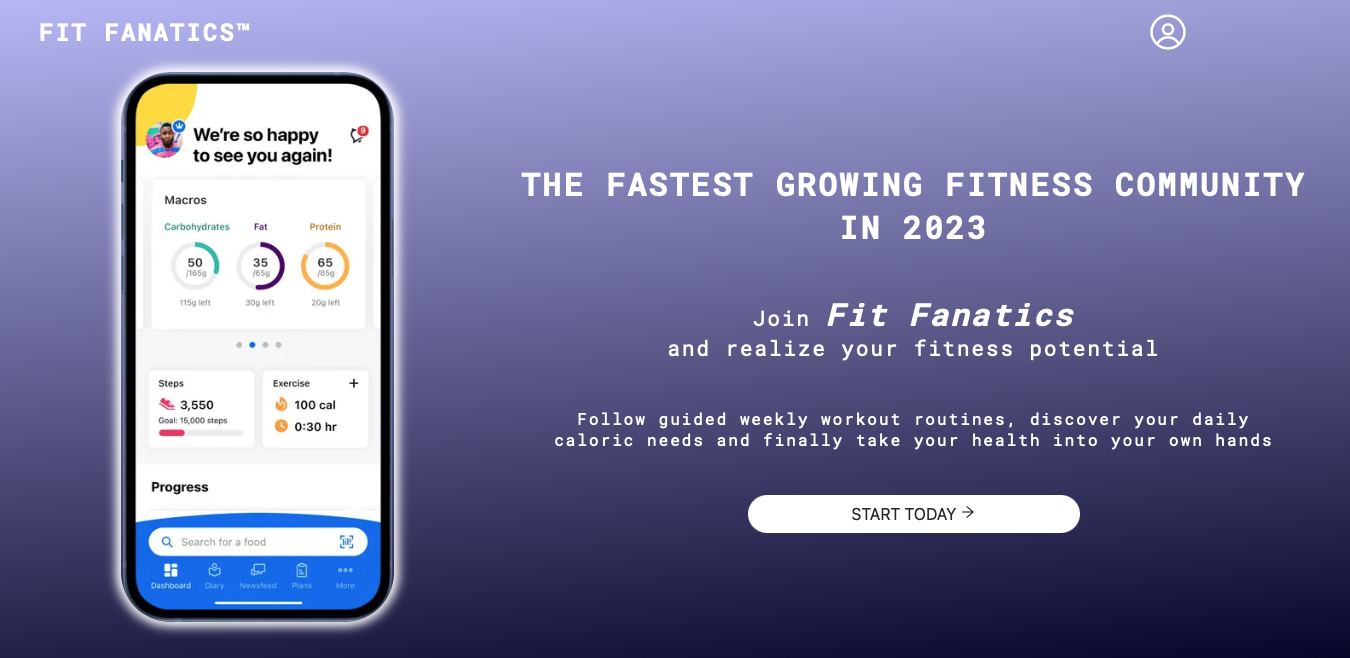 FIT FANATICS™
We're so happy
to see you again!
9
Macros
Carbohydrates Fat Protein
50 35 65
/165g /65g /85g
115g left 30g left 20g left
Steps Exercise +
3,550 100 cal
Goal: 15,000 steps 0:30 hr
Progress
Search for a food
Dashboard Diary Newsfeed Plans More
THE FASTEST GROWING FITNESS COMMUNITY
IN 2023
Join Fit Fanatics
and realize your fitness potential
Follow guided weekly workout routines, discover your daily
caloric needs and finally take your health into your own hands
START TODAY →